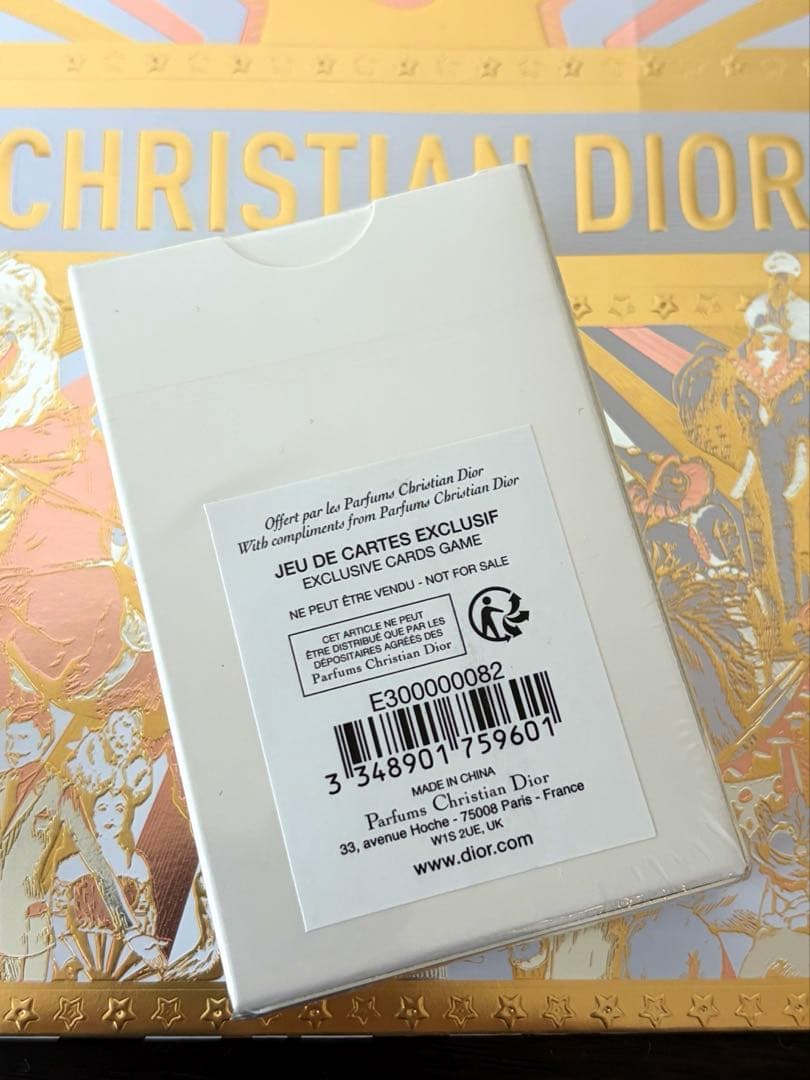 CHRISTIAN DIOR
Offert par les Parfums Christian Dior
With compliments from Parfums Christian Dior
JEU DE CARTES EXCLUSIF
EXCLUSIVE CARDS GAME
NE PEUT ÊTRE VENDU - NOT FOR SALE
CET ARTICLE NE PEUT
ÊTRE DISTRIBUÉ QUE PAR LES
DÉPOSITAIRES AGRÉÉS DES
Parfums Christian Dior
E300000082
3 348901 759601
MADE IN CHINA
Parfums Christian Dior
33, avenue Hoche - 75008 Paris - France
W1S 2UE, UK
www.dior.com